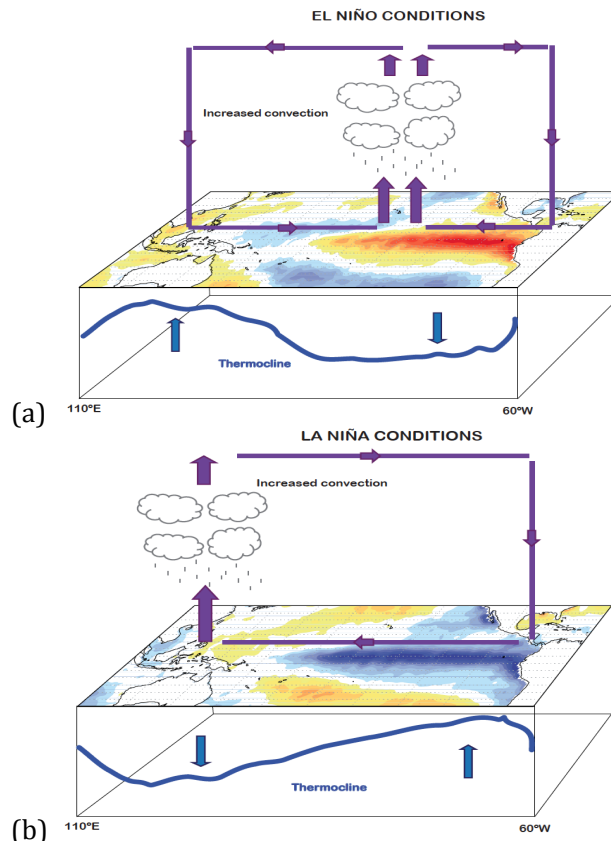 EL NIÑO CONDITIONS
Increased convection
Thermocline
(a)
110ºE
60ºW
LA NIÑA CONDITIONS
Increased convection
Thermocline
(b)
110ºE
60ºW